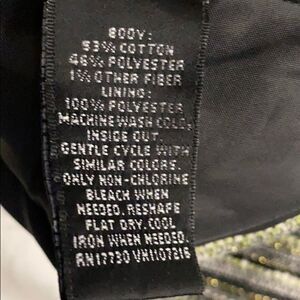 BODY:
53% COTTON
46% POLYESTER
1% OTHER FIBER
LINING:
100% POLYESTER
MACHINE WASH COLD,
INSIDE OUT.
GENTLE CYCLE WITH
SIMILAR COLORS.
ONLY NON-CHLORINE
BLEACH WHEN
NEEDED. RESHAPE
FLAT DRY. COOL
IRON WHEN NEEDED.
RN17730 VN1107216